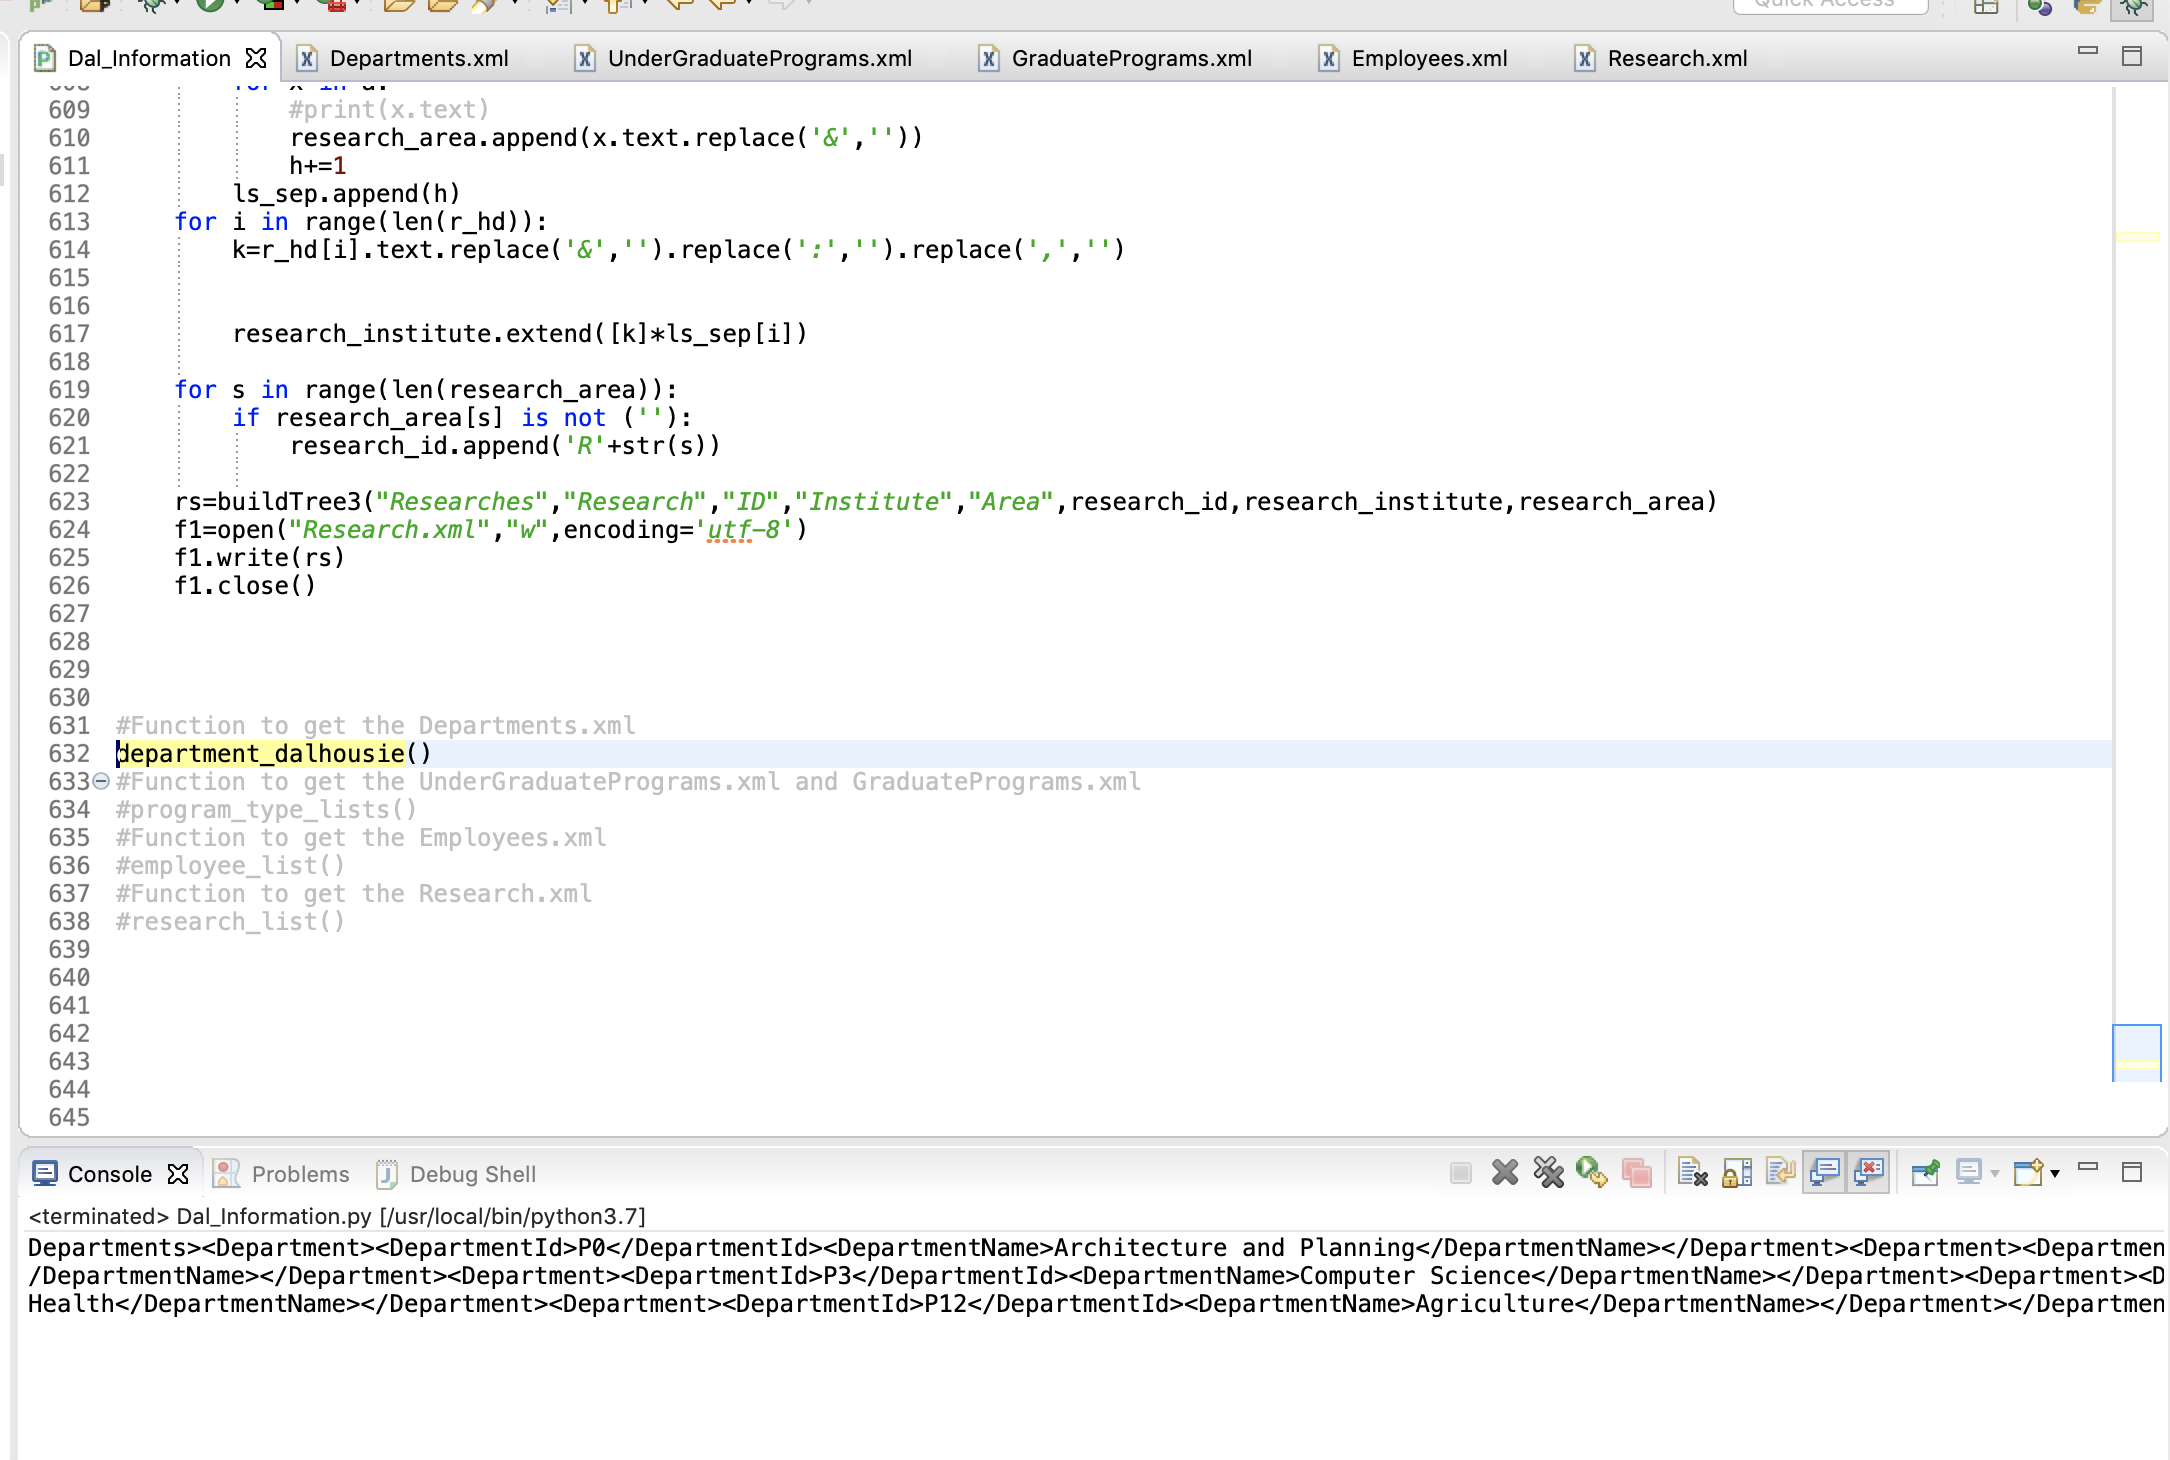 Quick Access
Dal_Information Departments.xml UnderGraduatePrograms.xml GraduatePrograms.xml Employees.xml Research.xml
608 for x in d:
609 #print(x.text)
610 research_area.append(x.text.replace('&',''))
611 h+=1
612 ls_sep.append(h)
613 for i in range(len(r_hd)):
614 k=r_hd[i].text.replace('&','').replace(':','').replace(',','')
615
616
617 research_institute.extend([k]*ls_sep[i])
618
619 for s in range(len(research_area)):
620 if research_area[s] is not (''):
621 research_id.append('R'+str(s))
622
623 rs=buildTree3("Researches","Research","ID","Institute","Area",research_id,research_institute,research_area)
624 f1=open("Research.xml","w",encoding='utf-8')
625 f1.write(rs)
626 f1.close()
627
628
629
630
631 #Function to get the Departments.xml
632 department_dalhousie()
633 #Function to get the UnderGraduatePrograms.xml and GraduatePrograms.xml
634 #program_type_lists()
635 #Function to get the Employees.xml
636 #employee_list()
637 #Function to get the Research.xml
638 #research_list()
639
640
641
642
643
644
645
Console Problems Debug Shell
<terminated> Dal_Information.py [/usr/local/bin/python3.7]
Departments><Department><DepartmentId>P0</DepartmentId><DepartmentName>Architecture and Planning</DepartmentName></Department><Department><Departmen
/DepartmentName></Department><Department><DepartmentId>P3</DepartmentId><DepartmentName>Computer Science</DepartmentName></Department><Department><D
Health</DepartmentName></Department><Department><DepartmentId>P12</DepartmentId><DepartmentName>Agriculture</DepartmentName></Department></Departmen